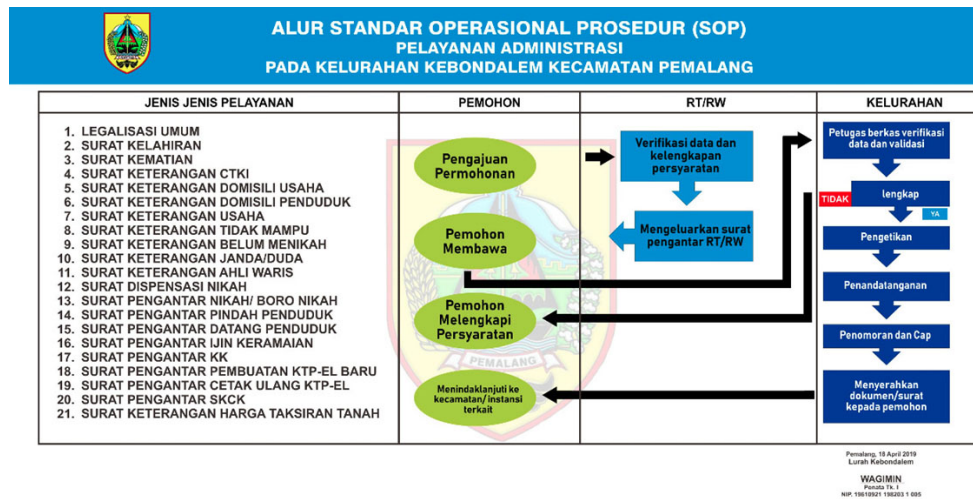 ALUR STANDAR OPERASIONAL PROSEDUR (SOP)
PELAYANAN ADMINISTRASI
PADA KELURAHAN KEBONDALEM KECAMATAN PEMALANG
JENIS JENIS PELAYANAN
1. LEGALISASI UMUM
2. SURAT KELAHIRAN
3. SURAT KEMATIAN
4. SURAT KETERANGAN CTKI
5. SURAT KETERANGAN DOMISILI USAHA
6. SURAT KETERANGAN DOMISILI PENDUDUK
7. SURAT KETERANGAN USAHA
8. SURAT KETERANGAN TIDAK MAMPU
9. SURAT KETERANGAN BELUM MENIKAH
10. SURAT KETERANGAN JANDA/DUDA
11. SURAT KETERANGAN AHLI WARIS
12. SURAT DISPENSASI NIKAH
13. SURAT PENGANTAR NIKAH/ BORO NIKAH
14. SURAT PENGANTAR PINDAH PENDUDUK
15. SURAT PENGANTAR DATANG PENDUDUK
16. SURAT PENGANTAR IJIN KERAMAIAN
17. SURAT PENGANTAR KK
18. SURAT PENGANTAR PEMBUATAN KTP-EL BARU
19. SURAT PENGANTAR CETAK ULANG KTP-EL
20. SURAT PENGANTAR SKCK
21. SURAT KETERANGAN HARGA TAKSIRAN TANAH
PEMOHON
Pengajuan
Permohonan
Pemohon
Membawa
Pemohon
Melengkapi
Persyaratan
PEMALANG
Menindaklanjuti ke
kecamatan/instansi
terkait
RT/RW
Verifikasi data dan
kelengkapan
persyaratan
Mengeluarkan surat
pengantar RT/RW
KELURAHAN
Petugas berkas verifikasi
data dan validasi
TIDAK
lengkap
YA
Pengetikan
Penandatanganan
Penomoran dan Cap
Menyerahkan
dokumen/surat
kepada pemohon
Pemalang, 18 April 2019
Lurah Kebondalem
WAGIMIN
Penata Tk. I
NIP. 19610921 198203 1 005